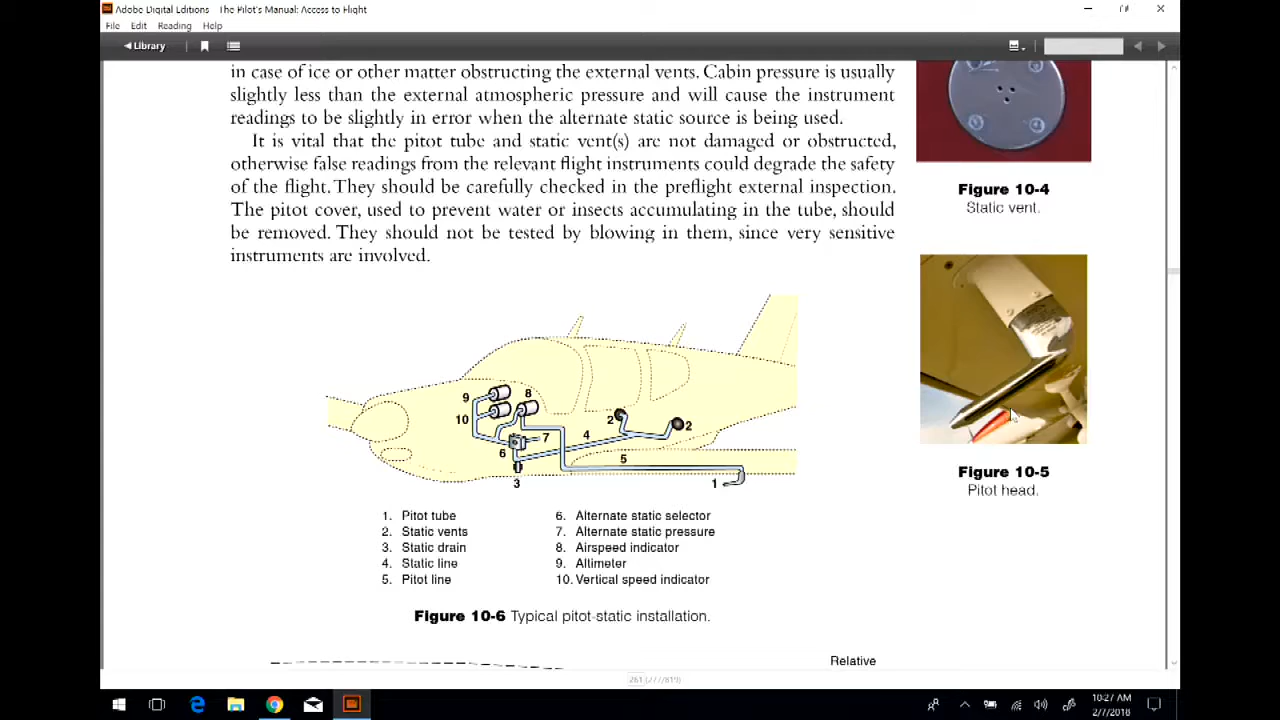 Adobe Digital Editions - The Pilot's Manual: Access to Flight
File Edit Reading Help
◀ Library
in case of ice or other matter obstructing the external vents. Cabin pressure is usually
slightly less than the external atmospheric pressure and will cause the instrument
readings to be slightly in error when the alternate static source is being used.
It is vital that the pitot tube and static vent(s) are not damaged or obstructed,
otherwise false readings from the relevant flight instruments could degrade the safety
of the flight. They should be carefully checked in the preflight external inspection.
The pitot cover, used to prevent water or insects accumulating in the tube, should
be removed. They should not be tested by blowing in them, since very sensitive
instruments are involved.
Figure 10-4
Static vent.
Figure 10-5
Pitot head.
9
8
10
2
2
7
4
6
5
3
1
1. Pitot tube
2. Static vents
3. Static drain
4. Static line
5. Pitot line
6. Alternate static selector
7. Alternate static pressure
8. Airspeed indicator
9. Altimeter
10. Vertical speed indicator
Figure 10-6 Typical pitot-static installation.
Relative
261 (277/819)
10:27 AM
2/7/2018